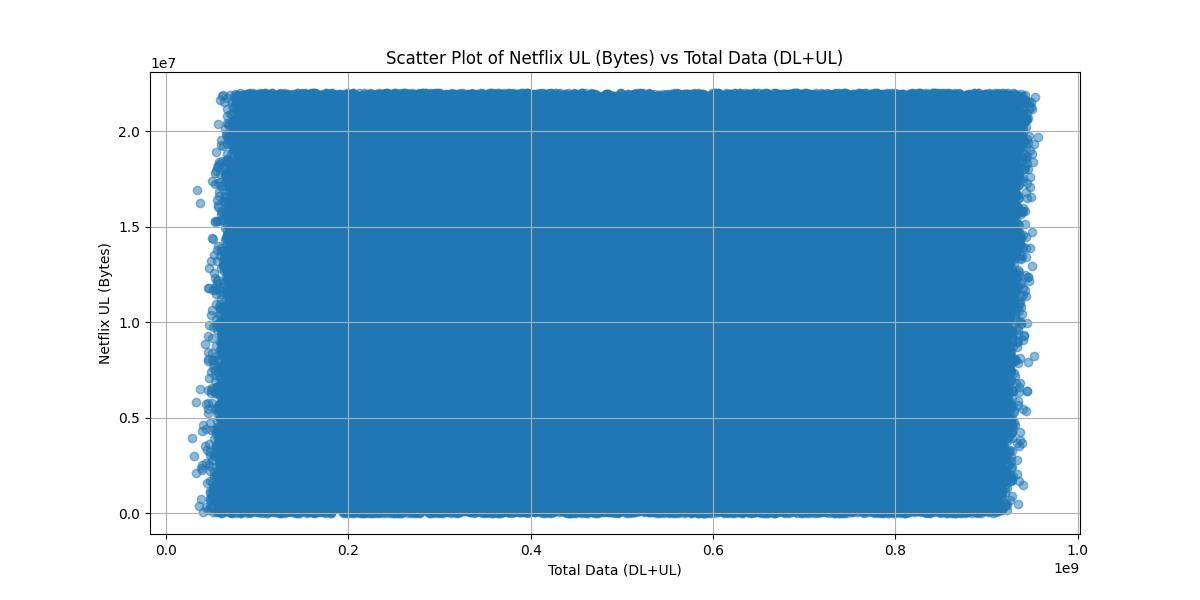 Scatter Plot of Netflix UL (Bytes) vs Total Data (DL+UL)
1e7
2.0
1.5
1.0
0.5
0.0
Netflix UL (Bytes)
0.0 0.2 0.4 0.6 0.8 1.0
1e9
Total Data (DL+UL)